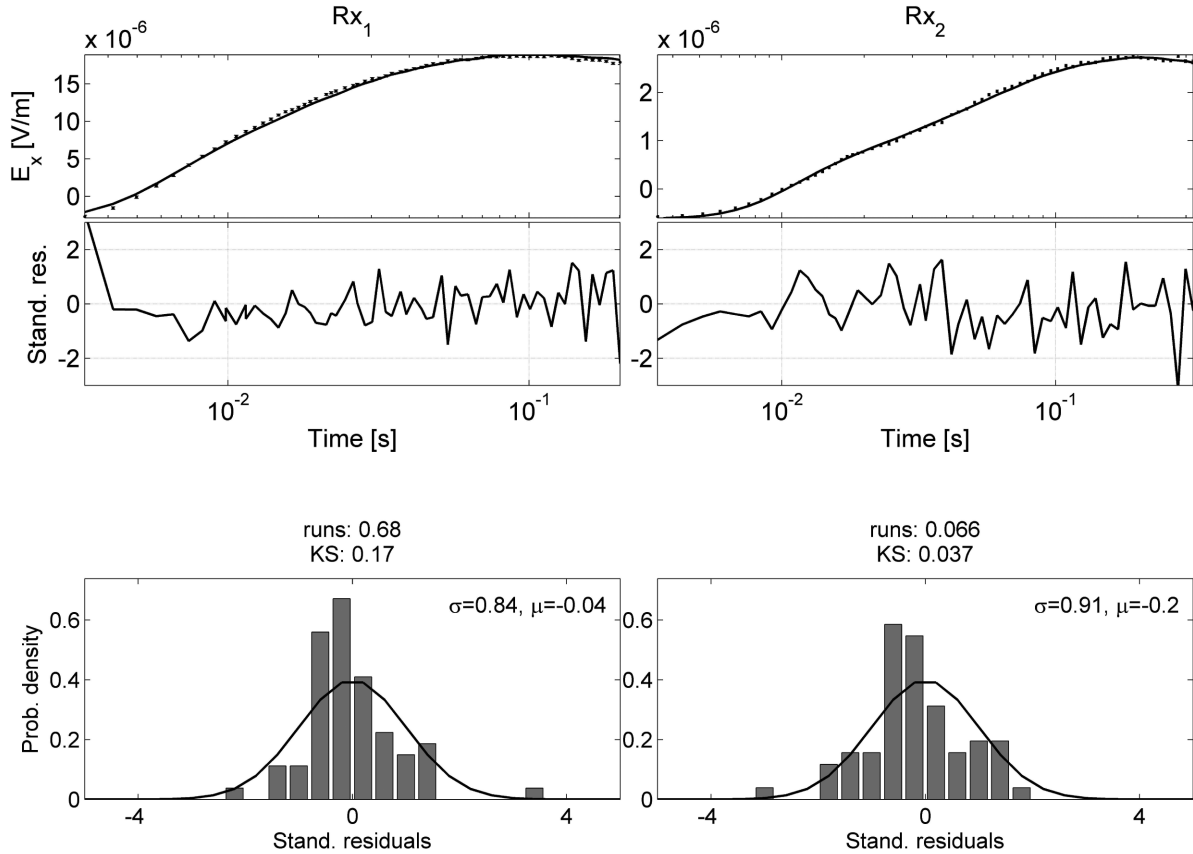 Rx1 Rx2
x 10-6 x 10-6
15
10
5
0
2
1
0
Ex [V/m]
2
0
-2
2
0
-2
Stand. res.
10-2 10-1 10-2 10-1
Time [s] Time [s]
runs: 0.68 runs: 0.066
KS: 0.17 KS: 0.037
σ=0.84, μ=-0.04 σ=0.91, μ=-0.2
0.6 0.6
0.4 0.4
0.2 0.2
0 0
Prob. density
-4 0 4 -4 0 4
Stand. residuals Stand. residuals